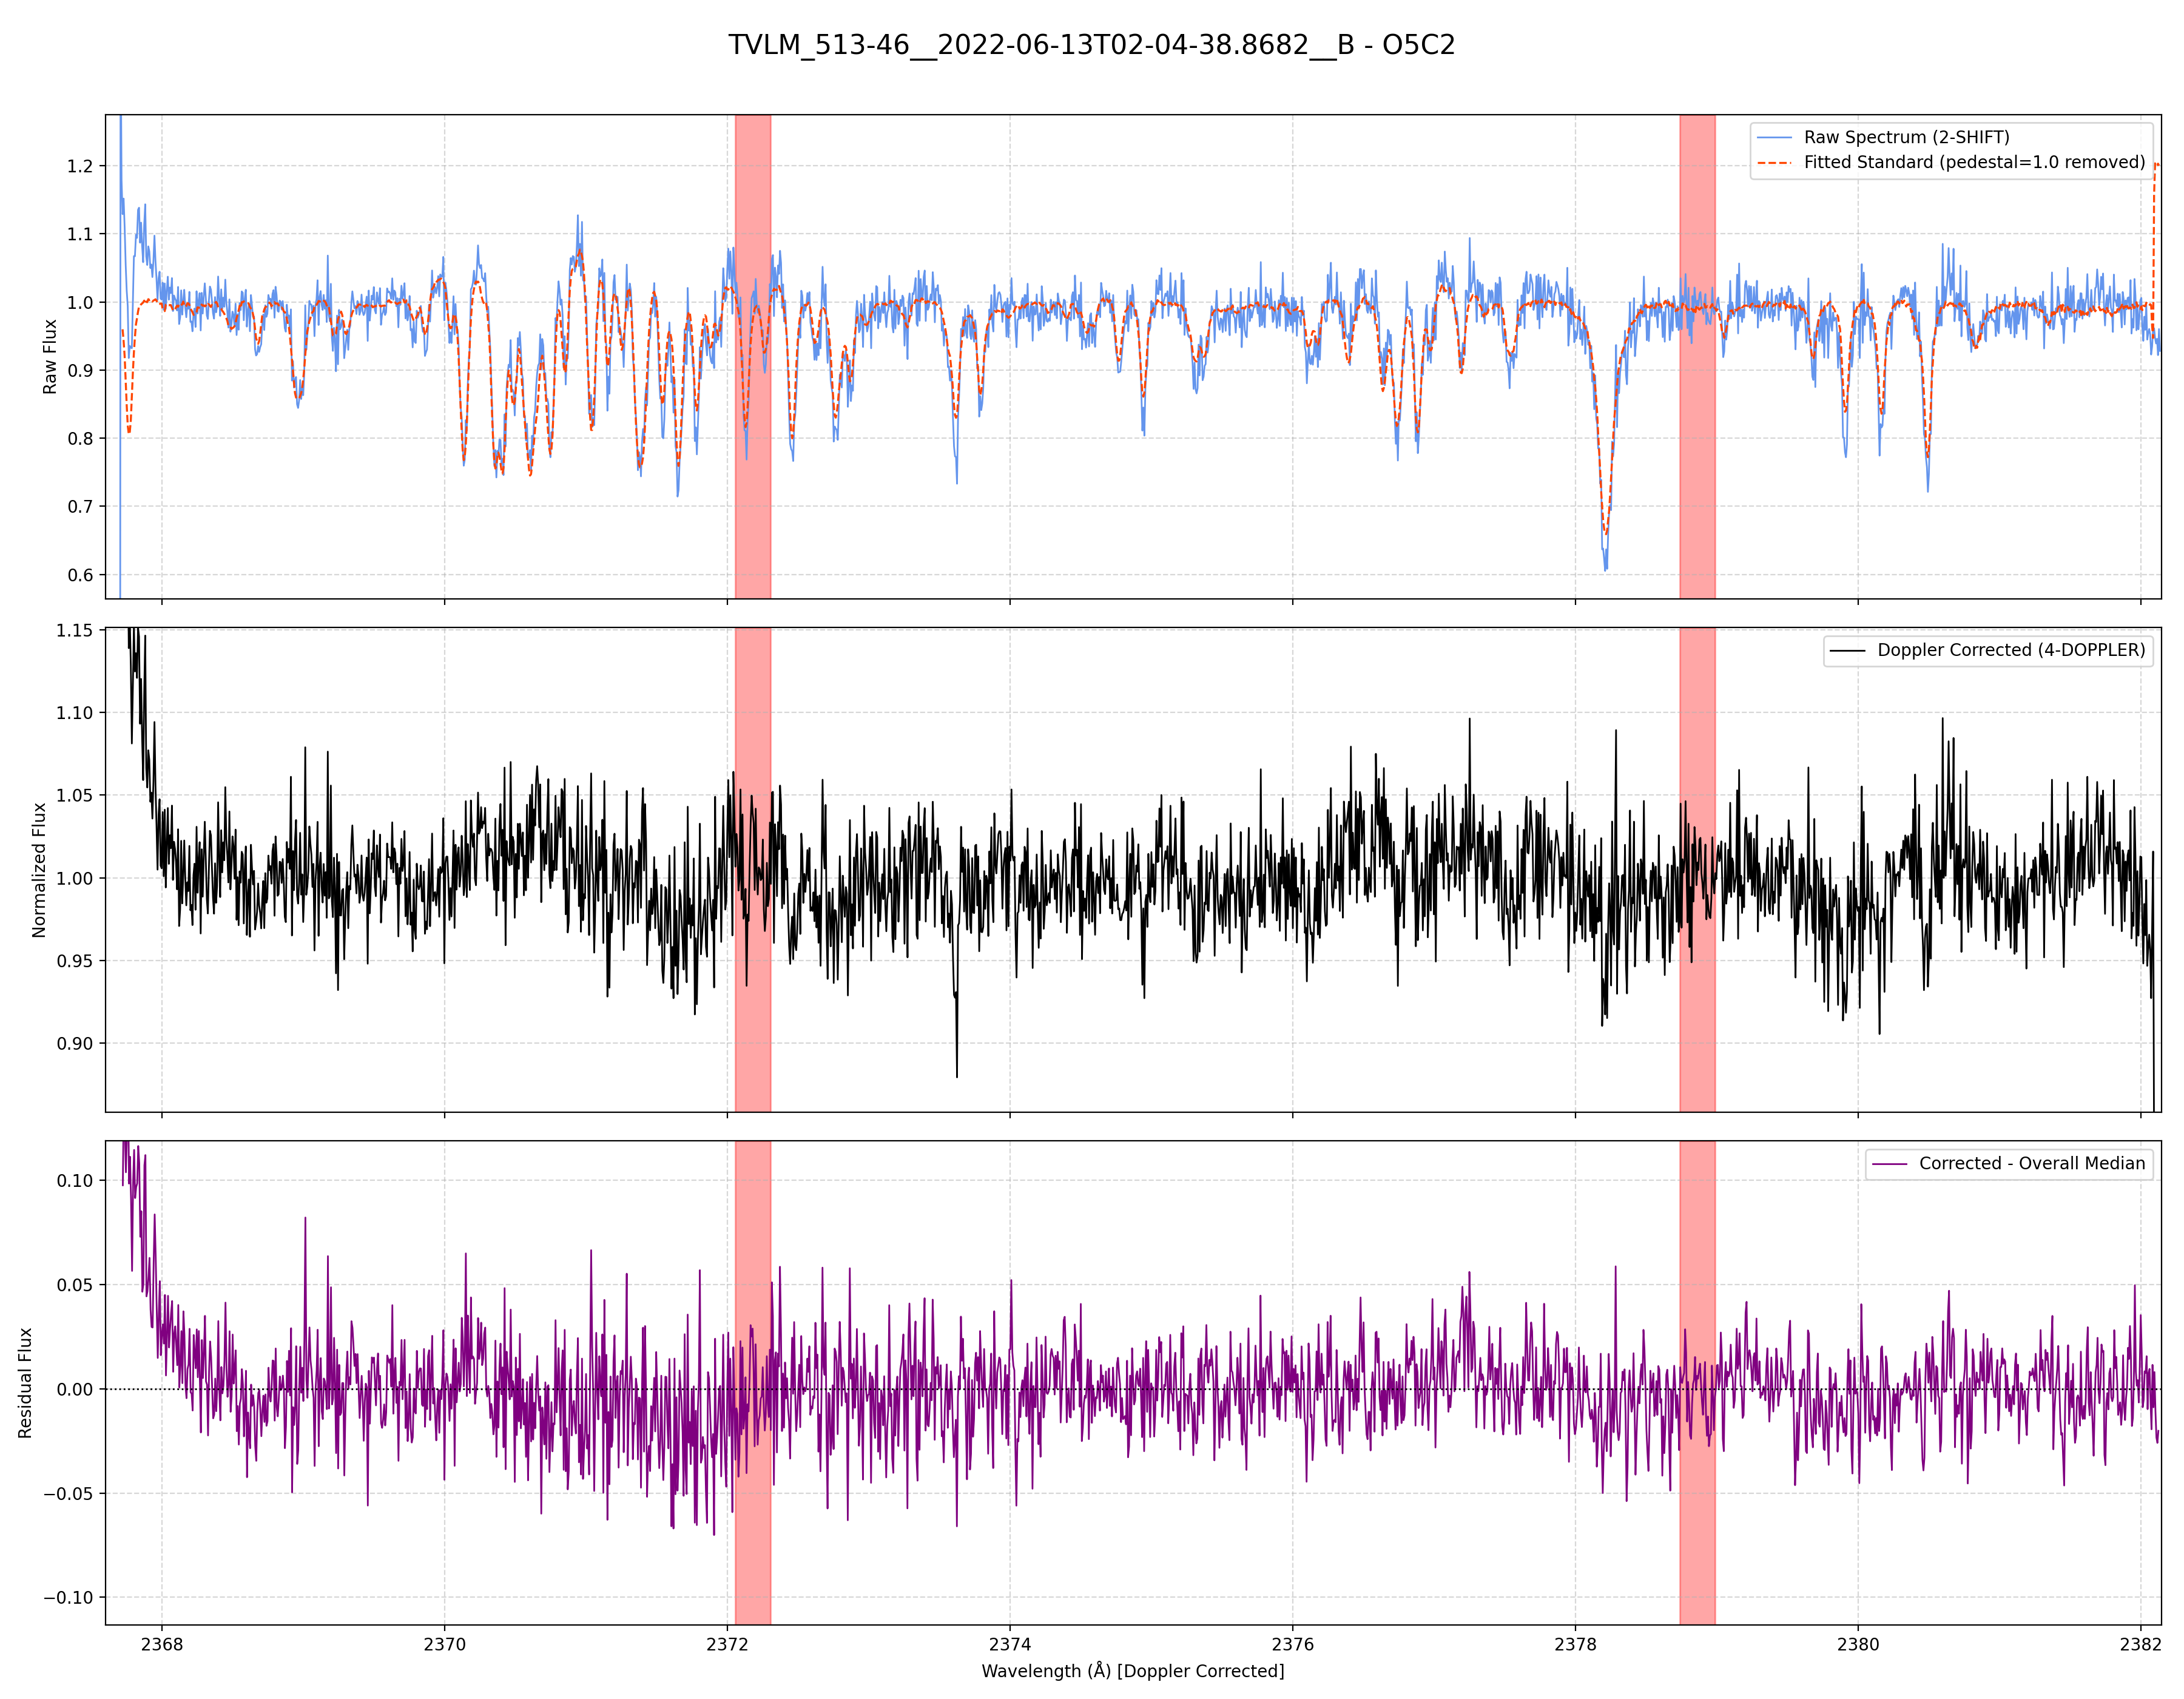 TVLM_513-46__2022-06-13T02-04-38.8682__B - O5C2
Raw Spectrum (2-SHIFT)
Fitted Standard (pedestal=1.0 removed)
1.2
1.1
1.0
0.9
0.8
0.7
0.6
Raw Flux
Doppler Corrected (4-DOPPLER)
1.15
1.10
1.05
1.00
0.95
0.90
Normalized Flux
Corrected - Overall Median
0.10
0.05
0.00
−0.05
−0.10
Residual Flux
2368 2370 2372 2374 2376 2378 2380 2382
Wavelength (Å) [Doppler Corrected]